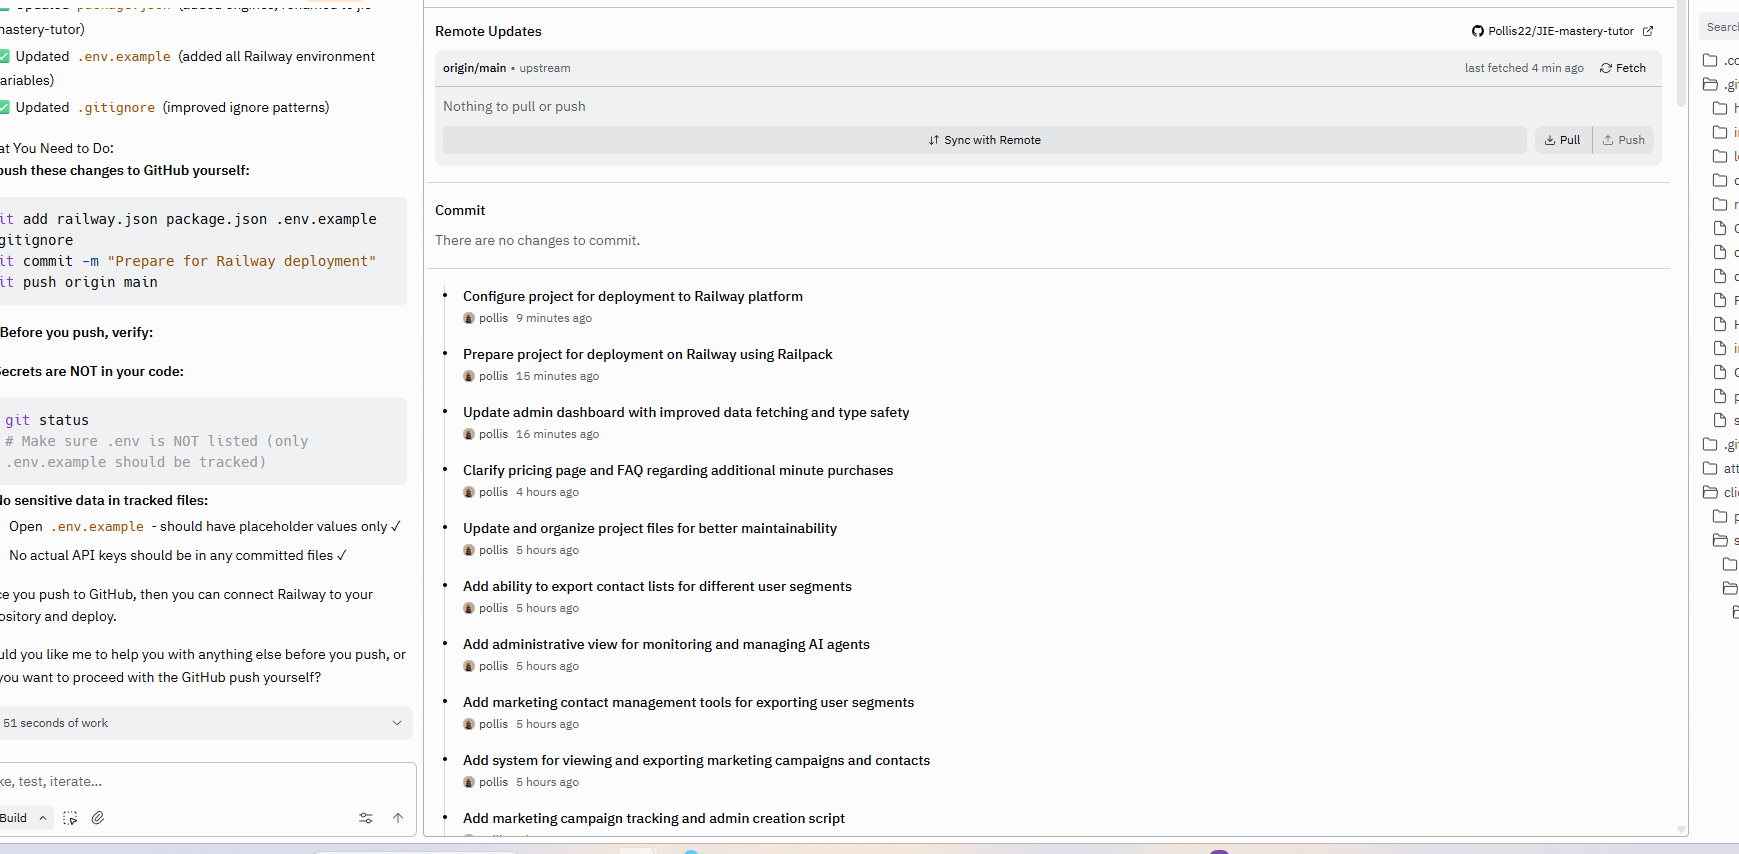 mastery-tutor)
✅ Updated .env.example (added all Railway environment
variables)
✅ Updated .gitignore (improved ignore patterns)
at You Need to Do:
push these changes to GitHub yourself:
it add railway.json package.json .env.example
gitignore
it commit -m "Prepare for Railway deployment"
it push origin main
Before you push, verify:
Secrets are NOT in your code:
git status
# Make sure .env is NOT listed (only
.env.example should be tracked)
No sensitive data in tracked files:
Open .env.example - should have placeholder values only ✓
No actual API keys should be in any committed files ✓
ce you push to GitHub, then you can connect Railway to your
ository and deploy.
uld you like me to help you with anything else before you push, or
you want to proceed with the GitHub push yourself?
51 seconds of work
ke, test, iterate...
Build
Remote Updates
Pollis22/JIE-mastery-tutor
origin/main • upstream
last fetched 4 min ago
Fetch
Nothing to pull or push
Sync with Remote
Pull
Push
Commit
There are no changes to commit.
Configure project for deployment to Railway platform
pollis 9 minutes ago
Prepare project for deployment on Railway using Railpack
pollis 15 minutes ago
Update admin dashboard with improved data fetching and type safety
pollis 16 minutes ago
Clarify pricing page and FAQ regarding additional minute purchases
pollis 4 hours ago
Update and organize project files for better maintainability
pollis 5 hours ago
Add ability to export contact lists for different user segments
pollis 5 hours ago
Add administrative view for monitoring and managing AI agents
pollis 5 hours ago
Add marketing contact management tools for exporting user segments
pollis 5 hours ago
Add system for viewing and exporting marketing campaigns and contacts
pollis 5 hours ago
Add marketing campaign tracking and admin creation script
Searc
.co
.gi
.gi
att
cli